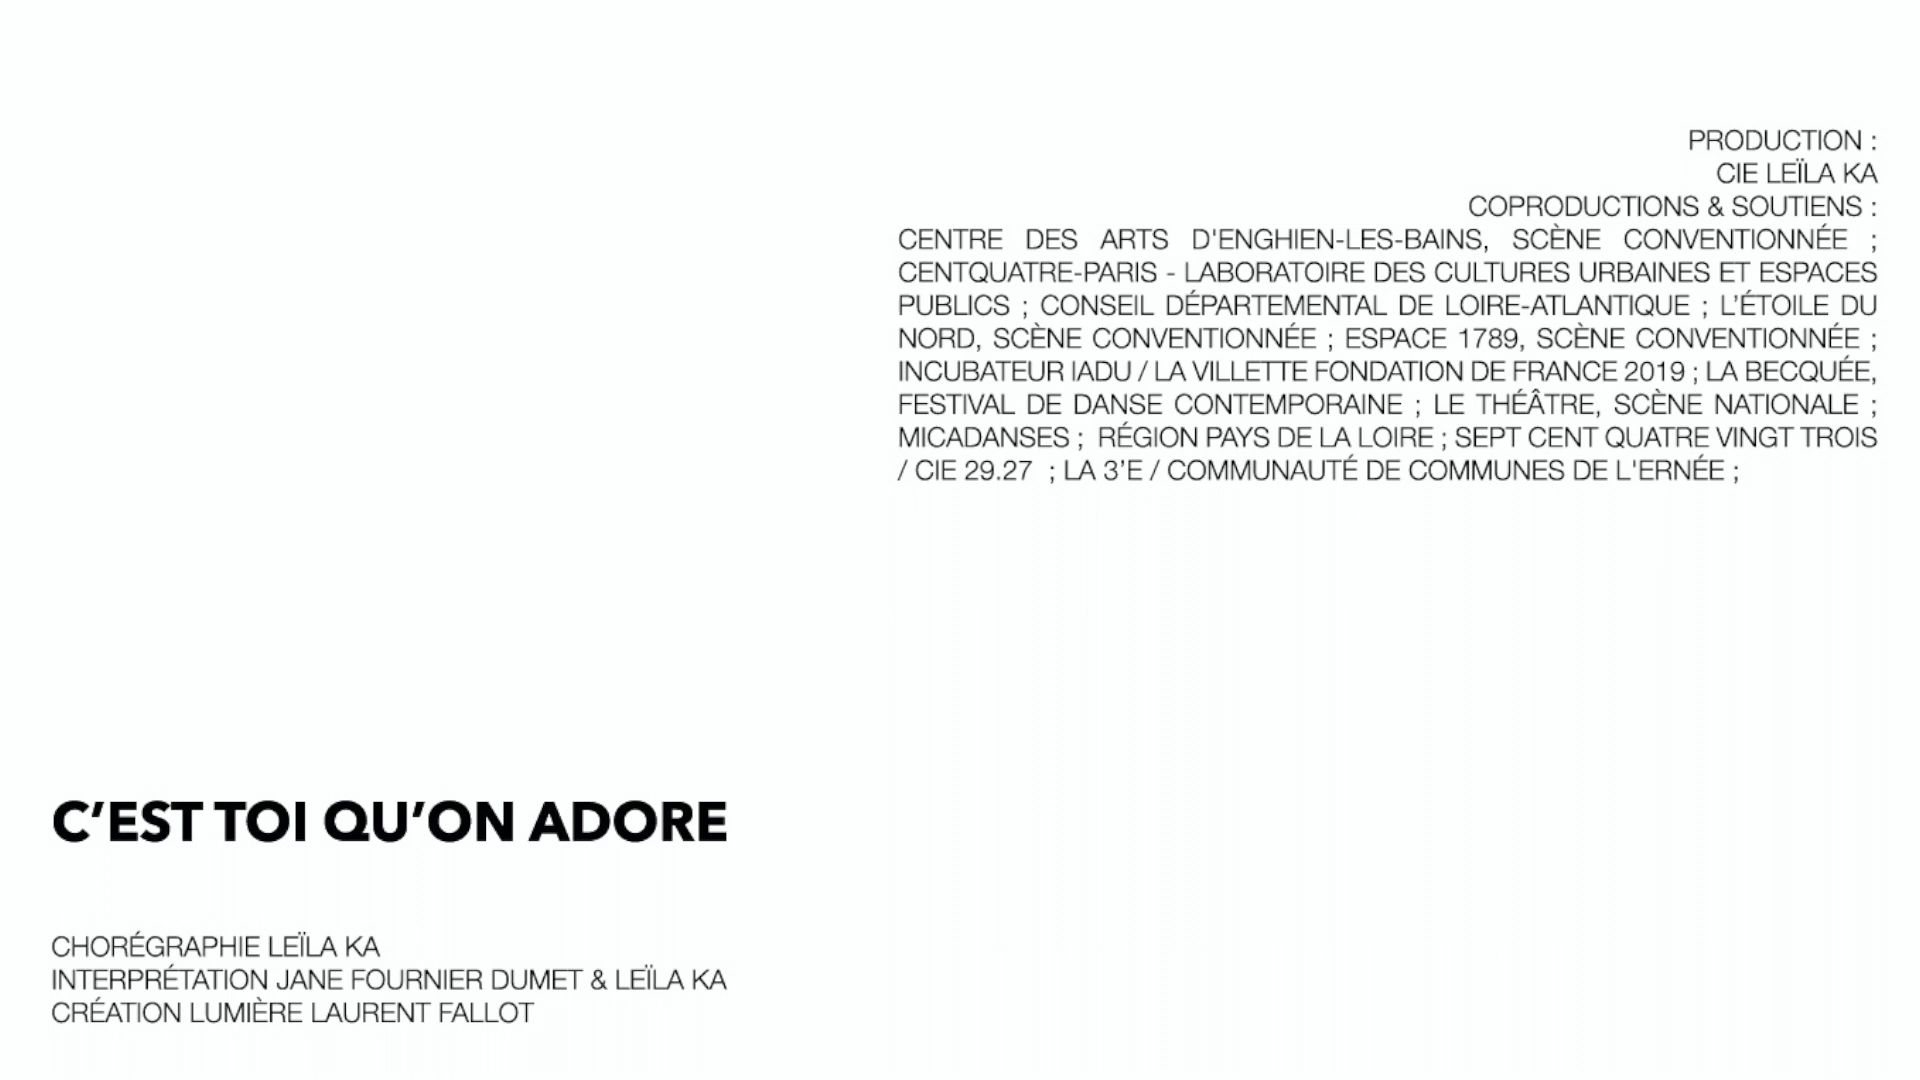 PRODUCTION :
CIE LEÏLA KA
COPRODUCTIONS & SOUTIENS :
CENTRE DES ARTS D'ENGHIEN-LES-BAINS, SCÈNE CONVENTIONNÉE ;
CENTQUATRE-PARIS - LABORATOIRE DES CULTURES URBAINES ET ESPACES
PUBLICS ; CONSEIL DÉPARTEMENTAL DE LOIRE-ATLANTIQUE ; L’ÉTOILE DU
NORD, SCÈNE CONVENTIONNÉE ; ESPACE 1789, SCÈNE CONVENTIONNÉE ;
INCUBATEUR IADU / LA VILLETTE FONDATION DE FRANCE 2019 ; LA BECQUÉE,
FESTIVAL DE DANSE CONTEMPORAINE ; LE THÉÂTRE, SCÈNE NATIONALE ;
MICADANSES ; RÉGION PAYS DE LA LOIRE ; SEPT CENT QUATRE VINGT TROIS
/ CIE 29.27 ; LA 3’E / COMMUNAUTÉ DE COMMUNES DE L'ERNÉE ;
C’EST TOI QU’ON ADORE
CHORÉGRAPHIE LEÏLA KA
INTERPRÉTATION JANE FOURNIER DUMET & LEÏLA KA
CRÉATION LUMIÈRE LAURENT FALLOT